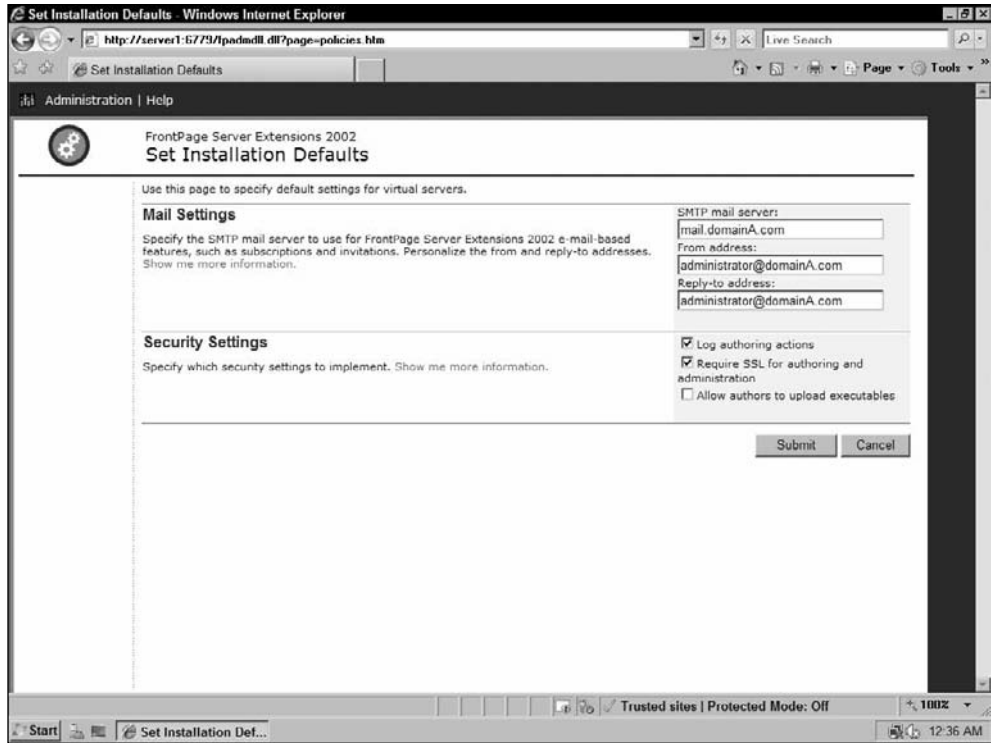 Set Installation Defaults - Windows Internet Explorer
http://server1:6779/fpadmdll.dll?page=policies.htm
Live Search
Set Installation Defaults
Page
Tools
Administration | Help
FrontPage Server Extensions 2002
Set Installation Defaults
Use this page to specify default settings for virtual servers.
Mail Settings
Specify the SMTP mail server to use for FrontPage Server Extensions 2002 e-mail-based
features, such as subscriptions and invitations. Personalize the from and reply-to addresses.
Show me more information.
SMTP mail server:
mail.domainA.com
From address:
administrator@domainA.com
Reply-to address:
administrator@domainA.com
Security Settings
Specify which security settings to implement. Show me more information.
Log authoring actions
Require SSL for authoring and
administration
Allow authors to upload executables
Submit
Cancel
Trusted sites | Protected Mode: Off
100%
Start
Set Installation Def...
12:36 AM